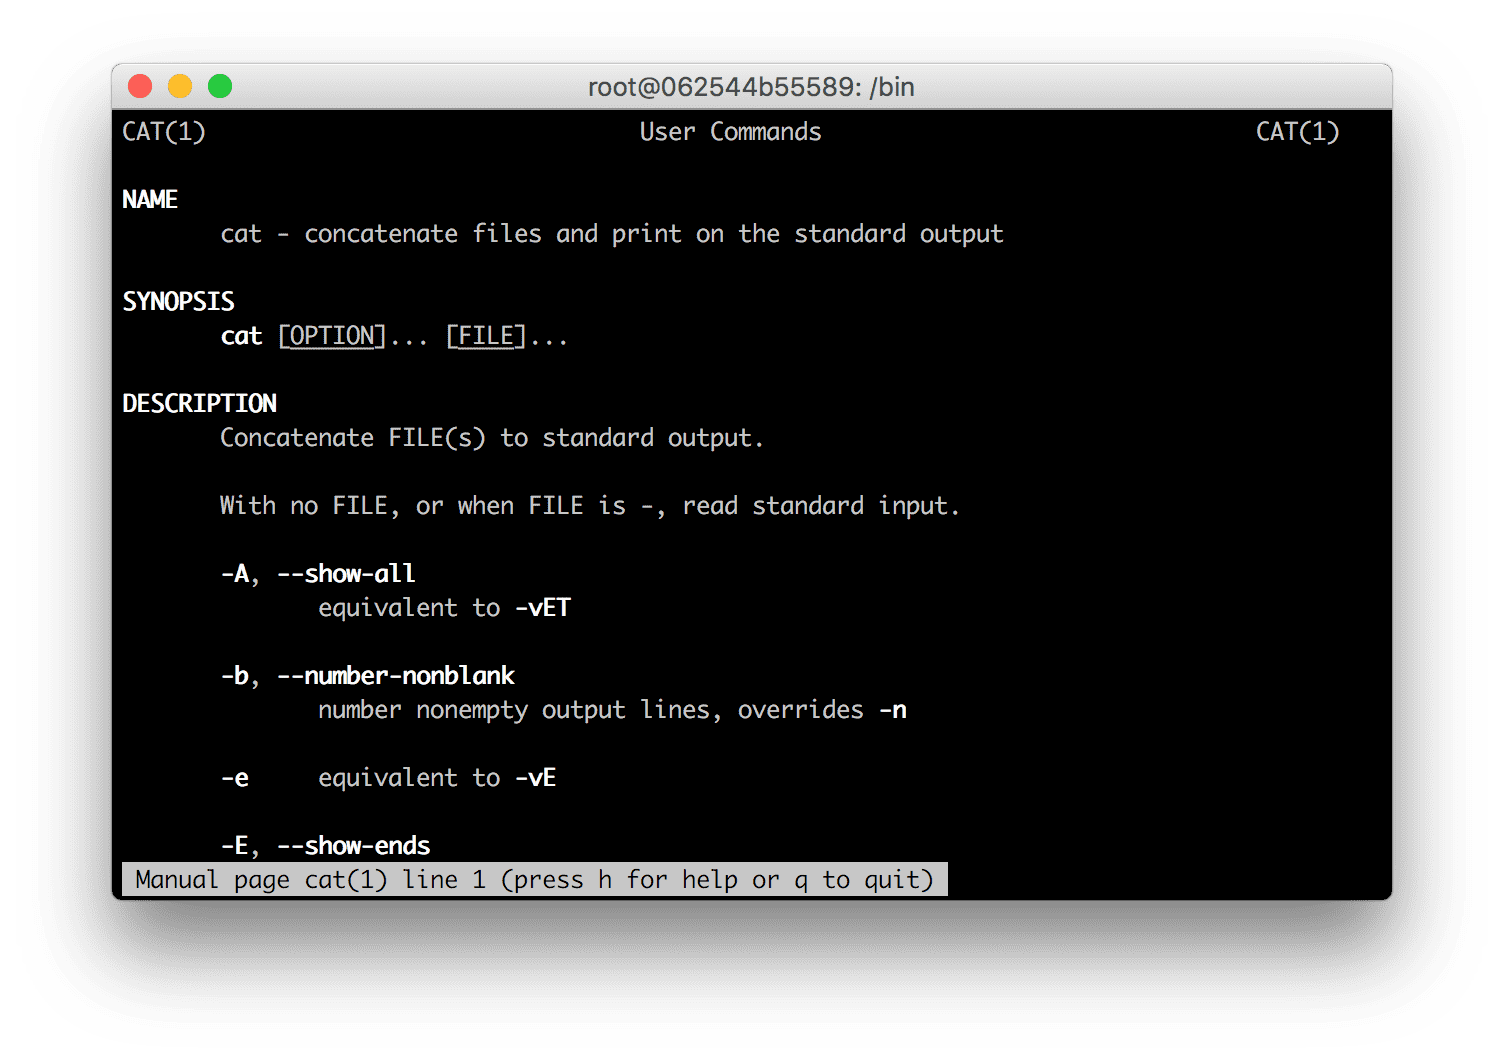 root@062544b55589: /bin
CAT(1) User Commands CAT(1)
NAME
cat - concatenate files and print on the standard output
SYNOPSIS
cat [OPTION]... [FILE]...
DESCRIPTION
Concatenate FILE(s) to standard output.
With no FILE, or when FILE is -, read standard input.
-A, --show-all
equivalent to -vET
-b, --number-nonblank
number nonempty output lines, overrides -n
-e equivalent to -vE
-E, --show-ends
Manual page cat(1) line 1 (press h for help or q to quit)